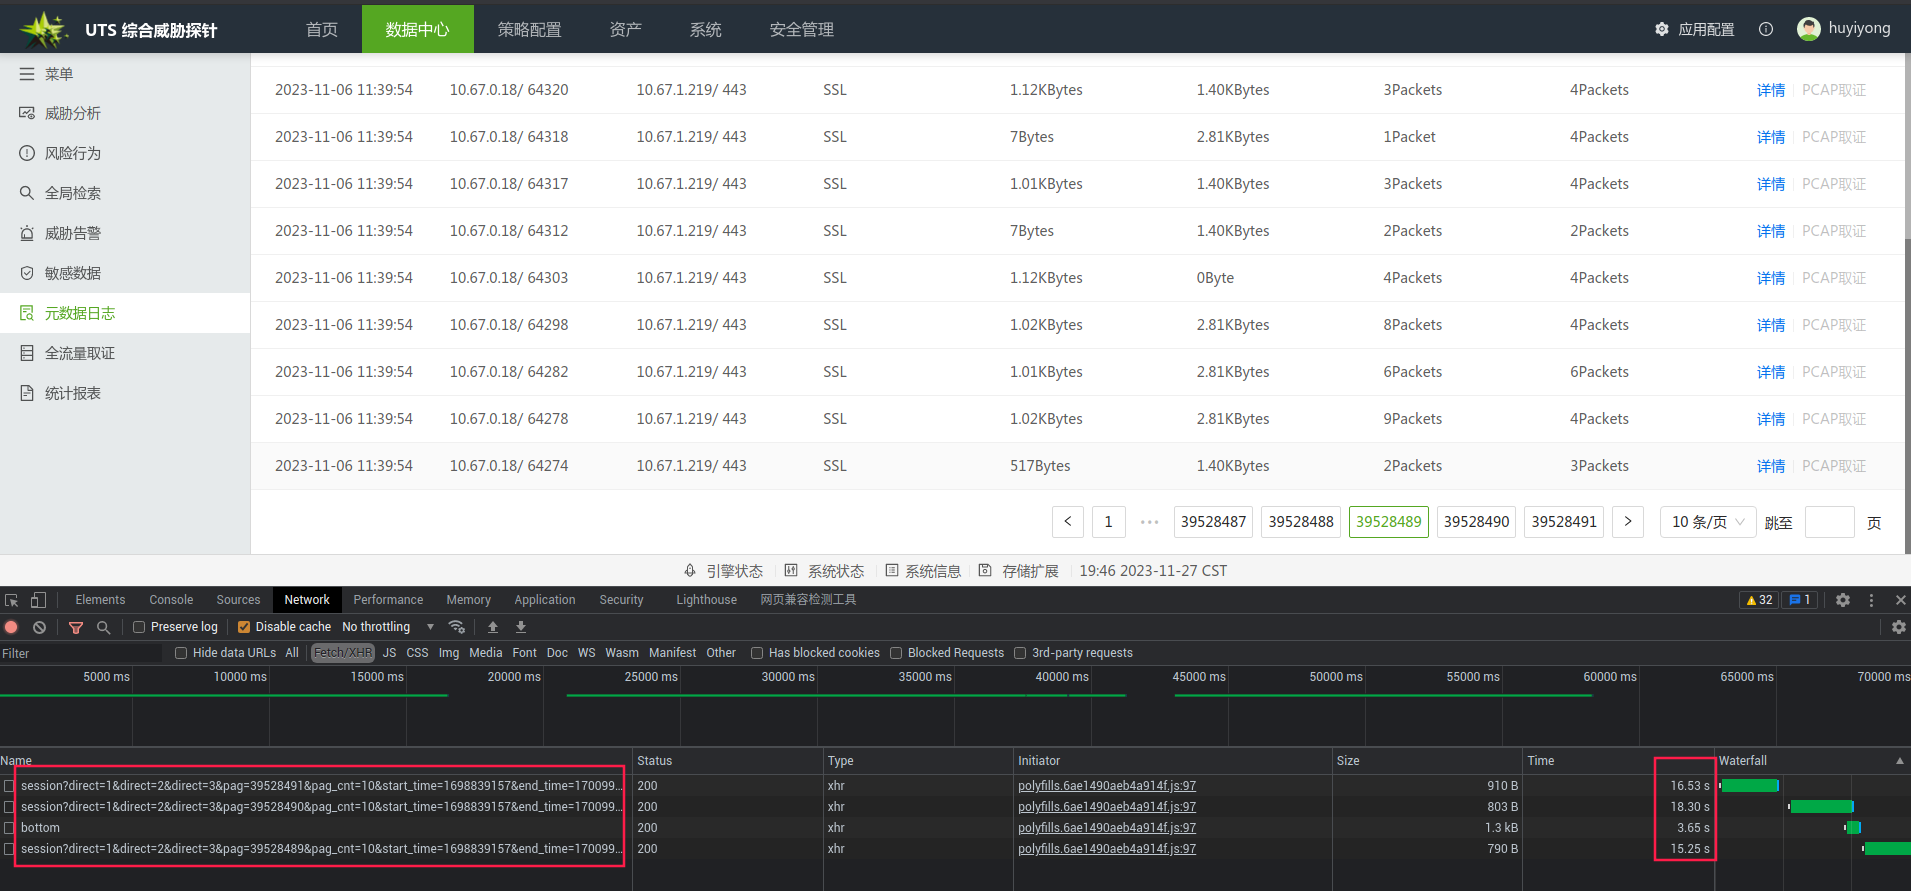 UTS 综合威胁探针 首页 数据中心 策略配置 资产 系统 安全管理 应用配置 huyiyong
菜单
威胁分析
风险行为
全局检索
威胁告警
敏感数据
元数据日志
全流量取证
统计报表
2023-11-06 11:39:54 10.67.0.18/ 64320 10.67.1.219/ 443 SSL 1.12KBytes 1.40KBytes 3Packets 4Packets 详情 PCAP取证
2023-11-06 11:39:54 10.67.0.18/ 64318 10.67.1.219/ 443 SSL 7Bytes 2.81KBytes 1Packet 4Packets 详情 PCAP取证
2023-11-06 11:39:54 10.67.0.18/ 64317 10.67.1.219/ 443 SSL 1.01KBytes 1.40KBytes 3Packets 4Packets 详情 PCAP取证
2023-11-06 11:39:54 10.67.0.18/ 64312 10.67.1.219/ 443 SSL 7Bytes 1.40KBytes 2Packets 2Packets 详情 PCAP取证
2023-11-06 11:39:54 10.67.0.18/ 64303 10.67.1.219/ 443 SSL 1.12KBytes 0Byte 4Packets 4Packets 详情 PCAP取证
2023-11-06 11:39:54 10.67.0.18/ 64298 10.67.1.219/ 443 SSL 1.02KBytes 2.81KBytes 8Packets 4Packets 详情 PCAP取证
2023-11-06 11:39:54 10.67.0.18/ 64282 10.67.1.219/ 443 SSL 1.01KBytes 2.81KBytes 6Packets 6Packets 详情 PCAP取证
2023-11-06 11:39:54 10.67.0.18/ 64278 10.67.1.219/ 443 SSL 1.02KBytes 2.81KBytes 9Packets 4Packets 详情 PCAP取证
2023-11-06 11:39:54 10.67.0.18/ 64274 10.67.1.219/ 443 SSL 517Bytes 1.40KBytes 2Packets 3Packets 详情 PCAP取证
< 1 ••• 39528487 39528488 39528489 39528490 39528491 > 10 条/页 跳至 页
引擎状态 系统状态 系统信息 存储扩展 19:46 2023-11-27 CST
Elements Console Sources Network Performance Memory Application Security Lighthouse 网页兼容检测工具 32 1
Preserve log Disable cache No throttling
Filter Hide data URLs All Fetch/XHR JS CSS Img Media Font Doc WS Wasm Manifest Other Has blocked cookies Blocked Requests 3rd-party requests
5000 ms 10000 ms 15000 ms 20000 ms 25000 ms 30000 ms 35000 ms 40000 ms 45000 ms 50000 ms 55000 ms 60000 ms 65000 ms 70000 ms
Name Status Type Initiator Size Time Waterfall
session?direct=1&direct=2&direct=3&pag=39528491&pag_cnt=10&start_time=1698839157&end_time=170099... 200 xhr polyfills.6ae1490aeb4a914f.js:97 910 B 16.53 s
session?direct=1&direct=2&direct=3&pag=39528490&pag_cnt=10&start_time=1698839157&end_time=170099... 200 xhr polyfills.6ae1490aeb4a914f.js:97 803 B 18.30 s
bottom 200 xhr polyfills.6ae1490aeb4a914f.js:97 1.3 kB 3.65 s
session?direct=1&direct=2&direct=3&pag=39528489&pag_cnt=10&start_time=1698839157&end_time=170099... 200 xhr polyfills.6ae1490aeb4a914f.js:97 790 B 15.25 s